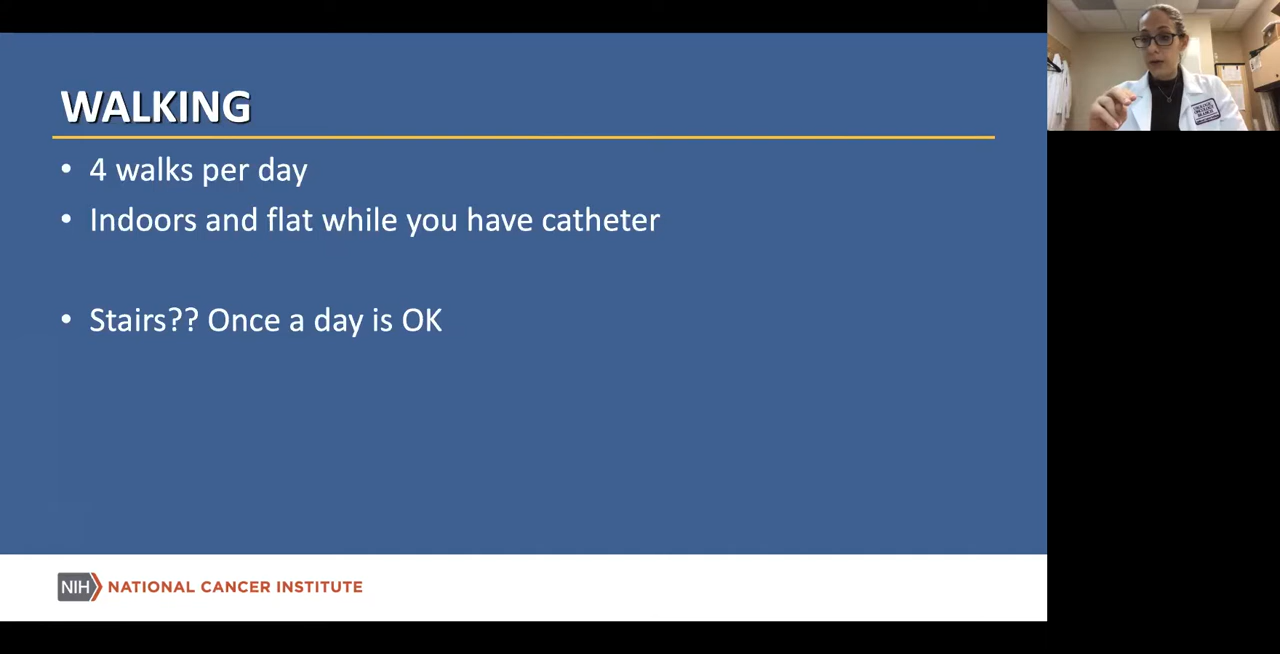 WALKING
• 4 walks per day
• Indoors and flat while you have catheter
• Stairs?? Once a day is OK
NIH NATIONAL CANCER INSTITUTE